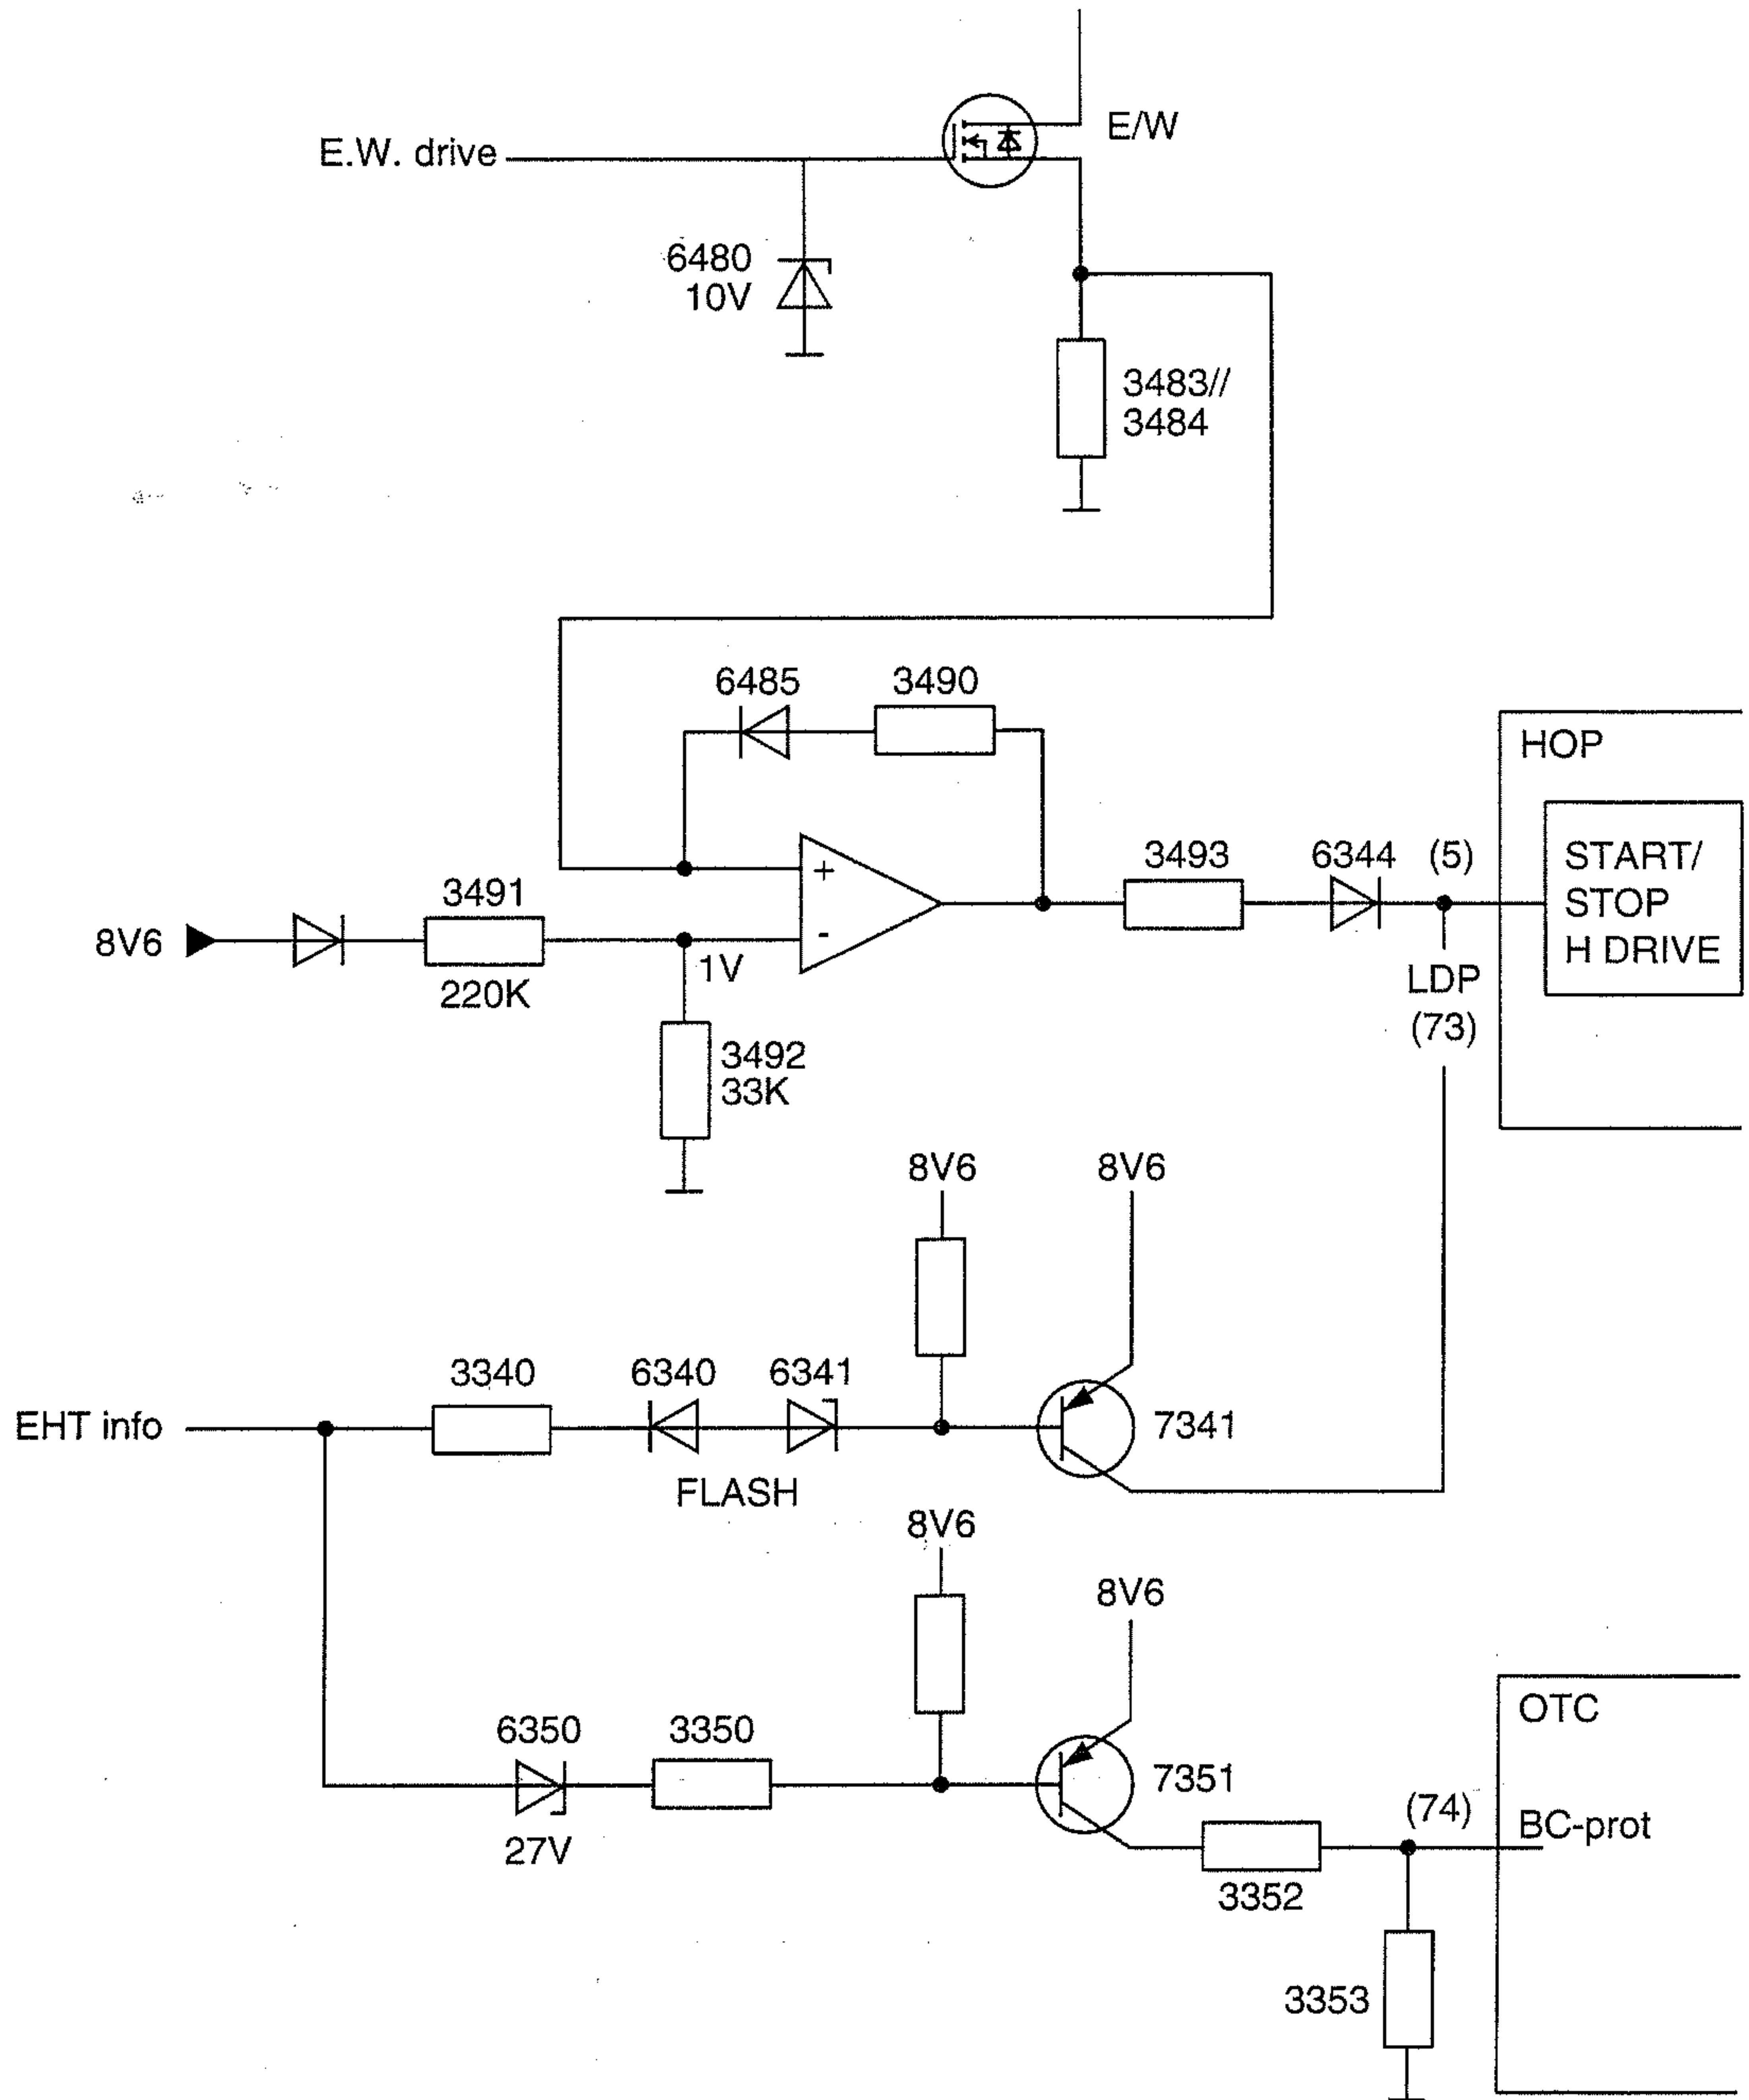 E/W
E.W. drive
6480
10V
3483//
3484
6485
3490
HOP
START/
STOP
H DRIVE
3493
6344
(5)
+
-
3491
8V6
220K
1V
LDP
(73)
3492
33K
8V6
8V6
3340
6340
6341
EHT info
7341
FLASH
8V6
8V6
6350
3350
27V
7351
OTC
(74)
BC-prot
3352
3353